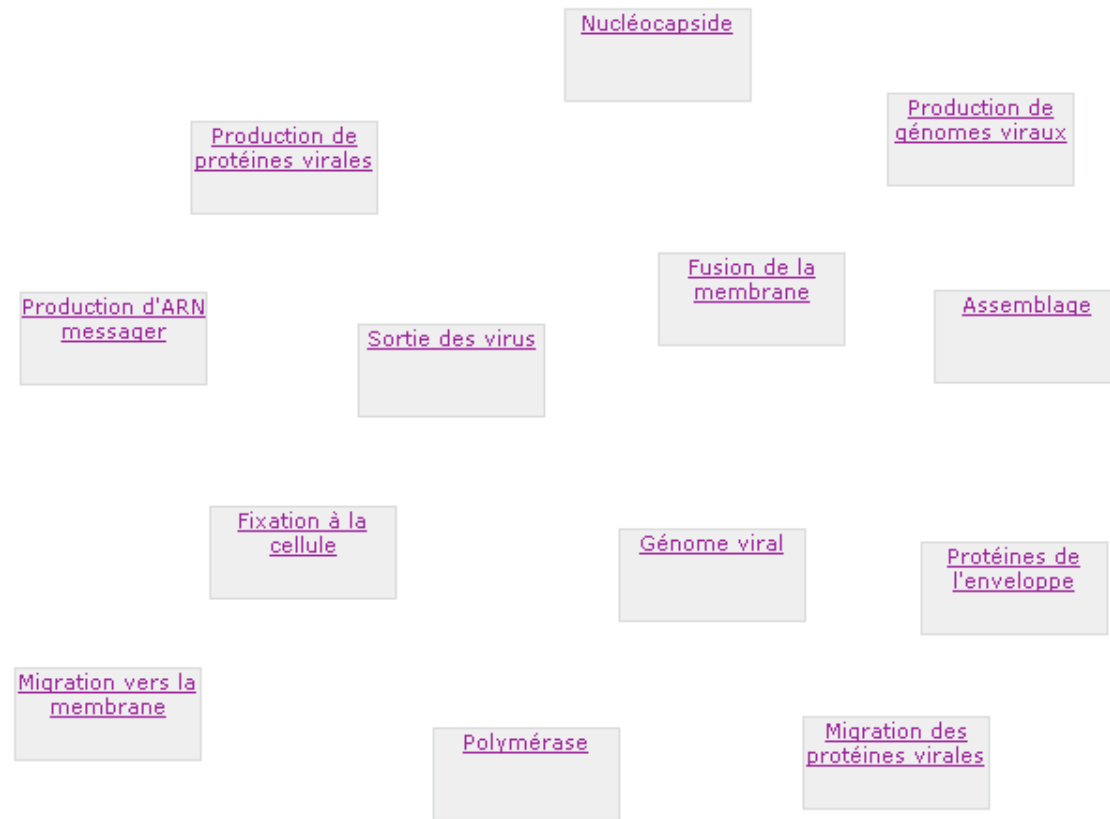 Nucléocapside
Production de
génomes viraux
Production de
protéines virales
Fusion de la
membrane
Assemblage
Production d'ARN
messager
Sortie des virus
Fixation à la
cellule
Génome viral
Protéines de
l'enveloppe
Migration vers la
membrane
Polymérase
Migration des
protéines virales